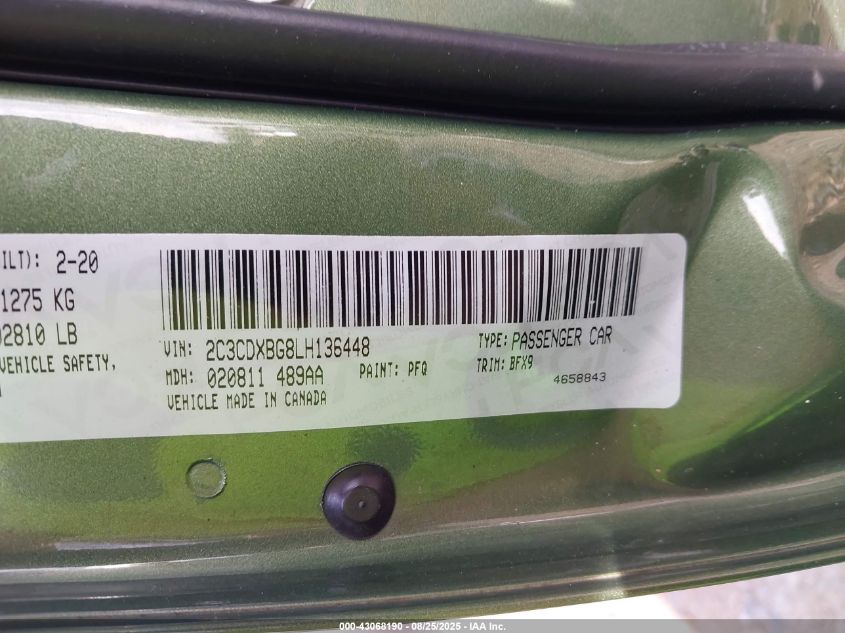 ILT): 2-20
1275 KG
02810 LB
VEHICLE SAFETY,
VIN: 2C3CDXBG8LH136448
TYPE: PASSENGER CAR
MDH: 020811 489AA
PAINT: PFQ
TRIM: BFX9
VEHICLE MADE IN CANADA
4658843
000-43068190 - 08/25/2025 - IAA Inc.